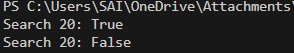 PS C:\Users\SAI\OneDrive\Attachments\
Search 20: True
Search 20: False